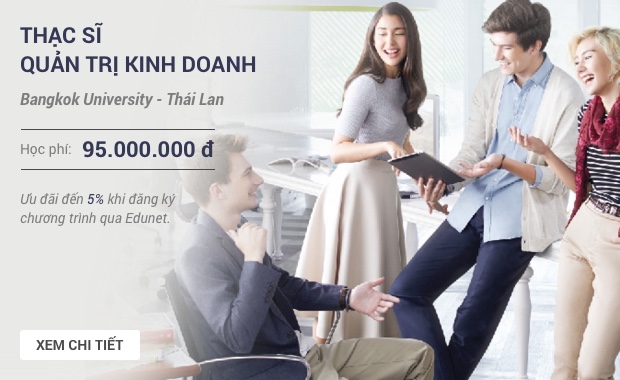 THẠC SĨ
QUẢN TRỊ KINH DOANH
Bangkok University - Thái Lan
Học phí: 95.000.000 đ
Ưu đãi đến 5% khi đăng ký
chương trình qua Edunet.
XEM CHI TIẾT